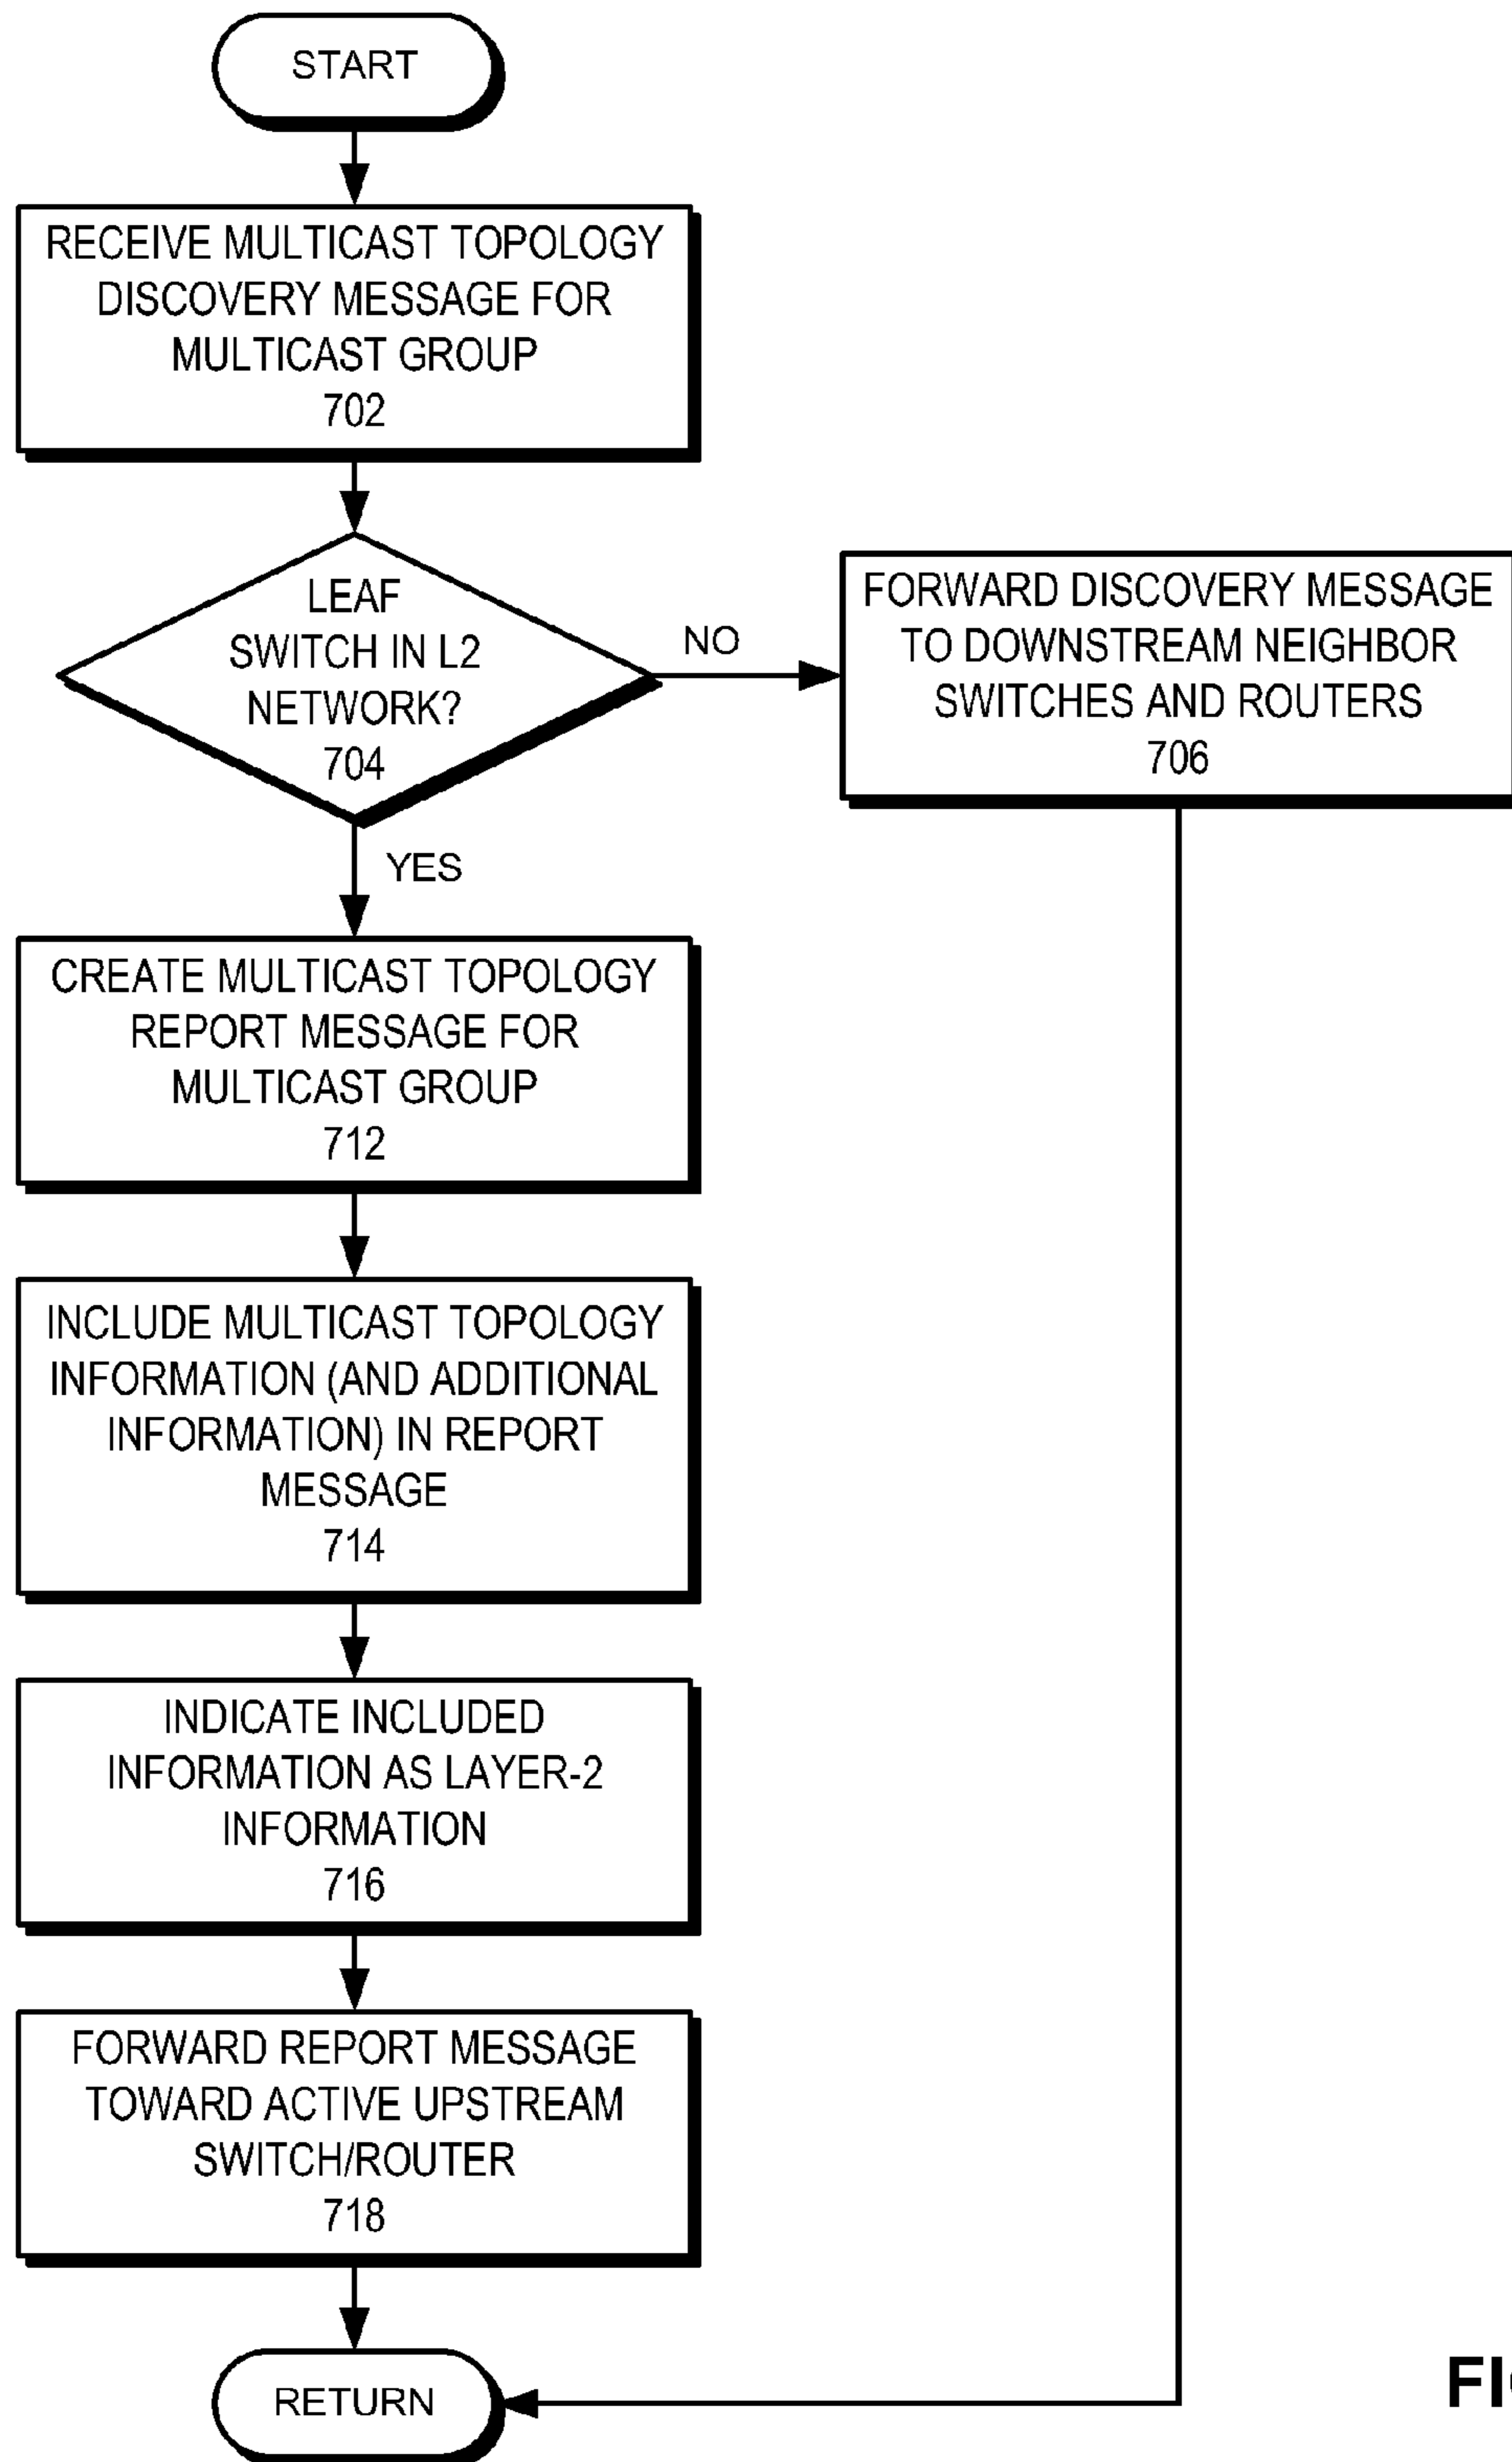 START
RECEIVE MULTICAST TOPOLOGY
DISCOVERY MESSAGE FOR
MULTICAST GROUP
702
LEAF
SWITCH IN L2
NETWORK?
704
NO
FORWARD DISCOVERY MESSAGE
TO DOWNSTREAM NEIGHBOR
SWITCHES AND ROUTERS
706
YES
CREATE MULTICAST TOPOLOGY
REPORT MESSAGE FOR
MULTICAST GROUP
712
INCLUDE MULTICAST TOPOLOGY
INFORMATION (AND ADDITIONAL
INFORMATION) IN REPORT
MESSAGE
714
INDICATE INCLUDED
INFORMATION AS LAYER-2
INFORMATION
716
FORWARD REPORT MESSAGE
TOWARD ACTIVE UPSTREAM
SWITCH/ROUTER
718
RETURN